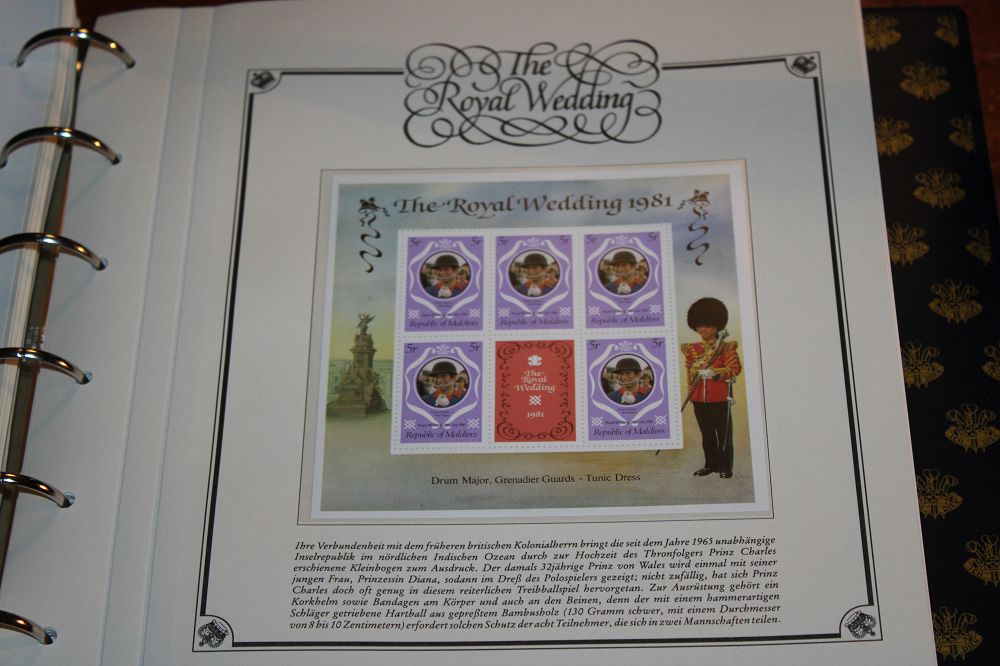 The
Royal Wedding
The Royal Wedding 1981
5r
5r
5r
Republic of Maldives
Republic of Maldives
Republic of Maldives
5r
5r
5r
The
Royal
Wedding
1981
Republic of Maldives
Republic of Maldives
Drum Major, Grenadier Guards - Tunic Dress
Ihre Verbundenheit mit dem früheren britischen Kolonialherrn bringt die seit dem Jahre 1965 unabhängige
Inselrepublik im nördlichen Indischen Ozean durch zur Hochzeit des Thronfolgers Prinz Charles
erschienene Kleinbogen zum Ausdruck. Der damals 32jährige Prinz von Wales wird einmal mit seiner
jungen Frau, Prinzessin Diana, sodann im Dreß des Polospielers gezeigt; nicht zufällig, hat sich Prinz
Charles doch oft genug in diesem reiterlichen Treibballspiel hervorgetan. Zur Ausrüstung gehört ein
Korkhelm sowie Bandagen am Körper und auch an den Beinen, denn der mit einem hammerartigen
Schläger getriebene Hartball aus gepreßtem Bambusholz (130 Gramm schwer, mit einem Durchmesser
von 8 bis 10 Zentimetern) erfordert solchen Schutz der acht Teilnehmer, die sich in zwei Mannschaften teilen.